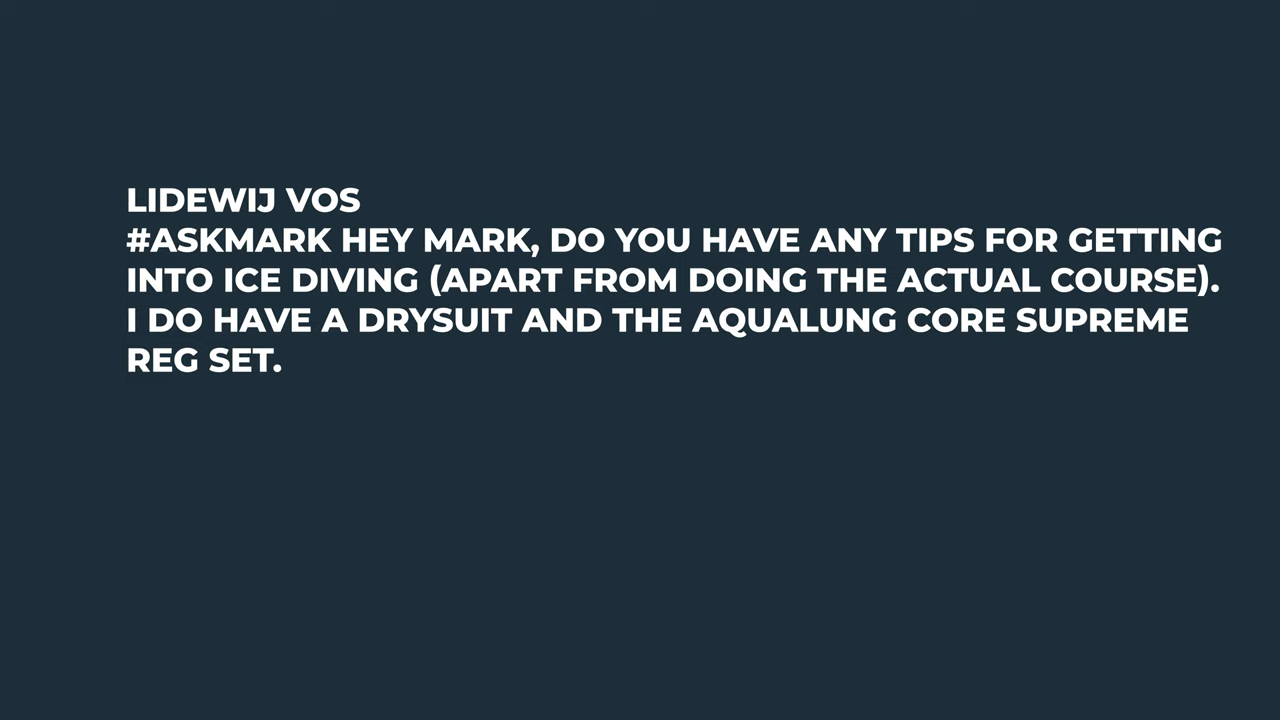 LIDEWIJ VOS
#ASKMARK HEY MARK, DO YOU HAVE ANY TIPS FOR GETTING
INTO ICE DIVING (APART FROM DOING THE ACTUAL COURSE).
I DO HAVE A DRYSUIT AND THE AQUALUNG CORE SUPREME
REG SET.